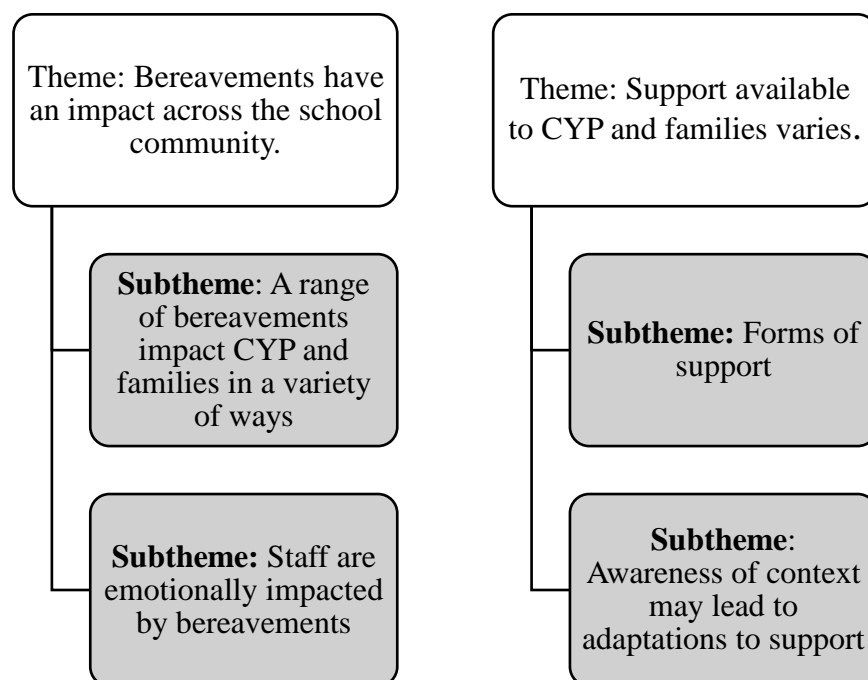 Theme: Bereavements have
an impact across the school
community.
Subtheme: A range
of bereavements
impact CYP and
families in a variety
of ways
Subtheme: Staff are
emotionally impacted
by bereavements
Theme: Support available
to CYP and families varies.
Subtheme: Forms of
support
Subtheme:
Awareness of context
may lead to
adaptations to support